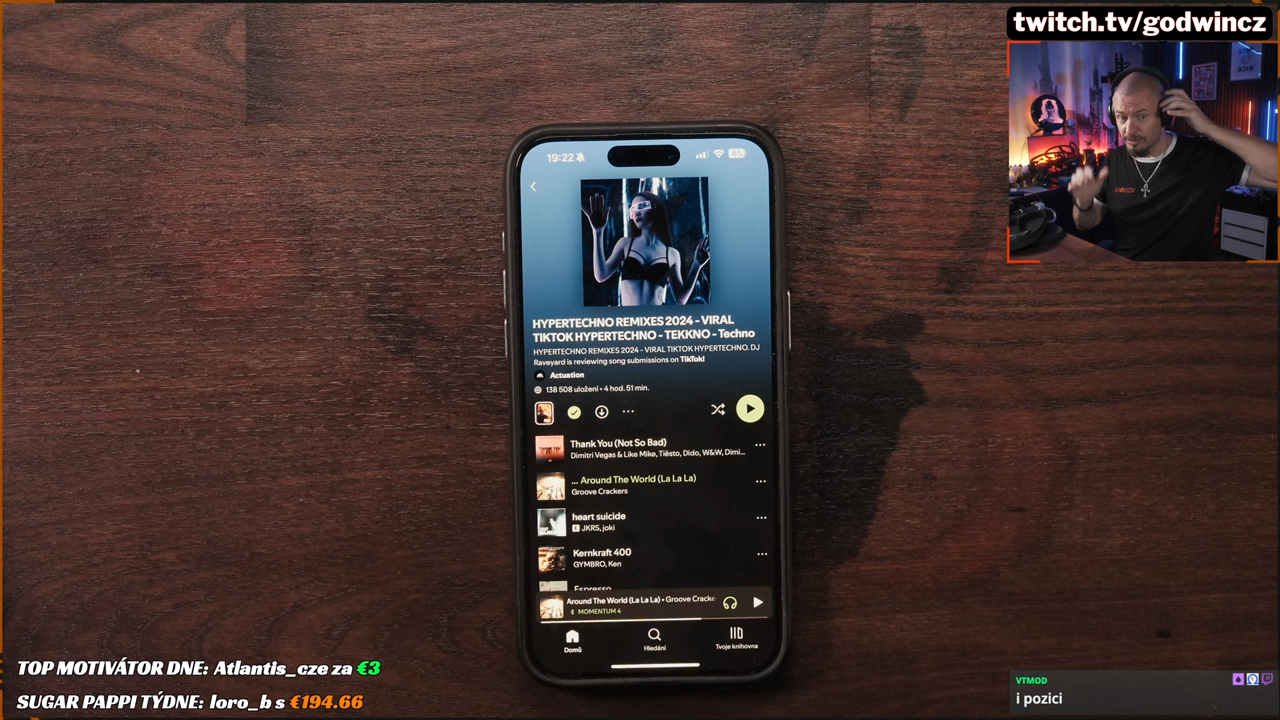 twitch.tv/godwincz
19:22
85
HYPERTECHNO REMIXES 2024 - VIRAL
TIKTOK HYPERTECHNO - TEKKNO - Techno
HYPERTECHNO REMIXES 2024 - VIRAL TIKTOK HYPERTECHNO. DJ
Raveyard is reviewing song submissions on TikTok!
Actuation
138 508 uložení • 4 hod. 51 min.
Thank You (Not So Bad)
Dimitri Vegas & Like Mike, Tiësto, Dido, W&W, Dimi...
... Around The World (La La La)
Groove Crackers
heart suicide
E JKRS, joki
Kernkraft 400
GYMBRO, Ken
Espresso
Around The World (La La La) • Groove Cracke
MOMENTUM 4
Domů
Hledání
Tvoje knihovna
TOP MOTIVÁTOR DNE: Atlantis_cze za €3
SUGAR PAPPI TÝDNE: loro_b s €194.66
VTMOD
i pozici